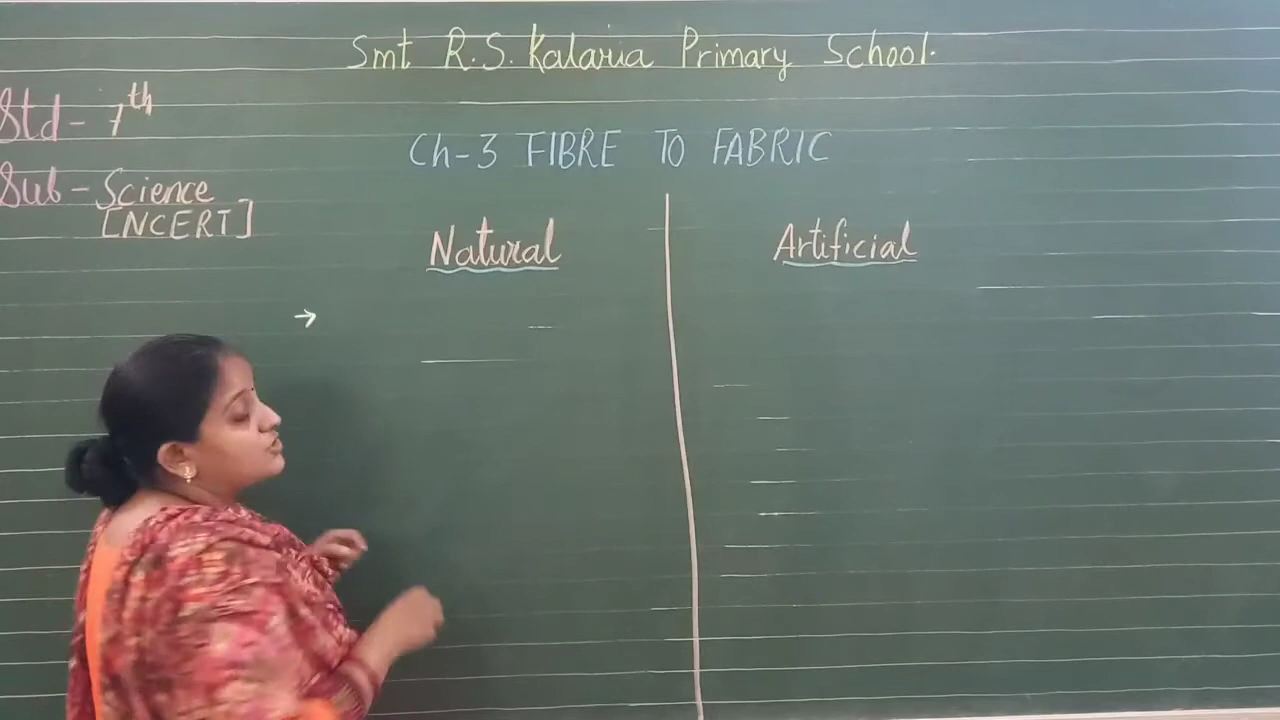 Smt R.S. Kalaria Primary School.
Std - 7th
Ch-3 FIBRE TO FABRIC
Sub - Science
[NCERT]
Natural
Artificial
→